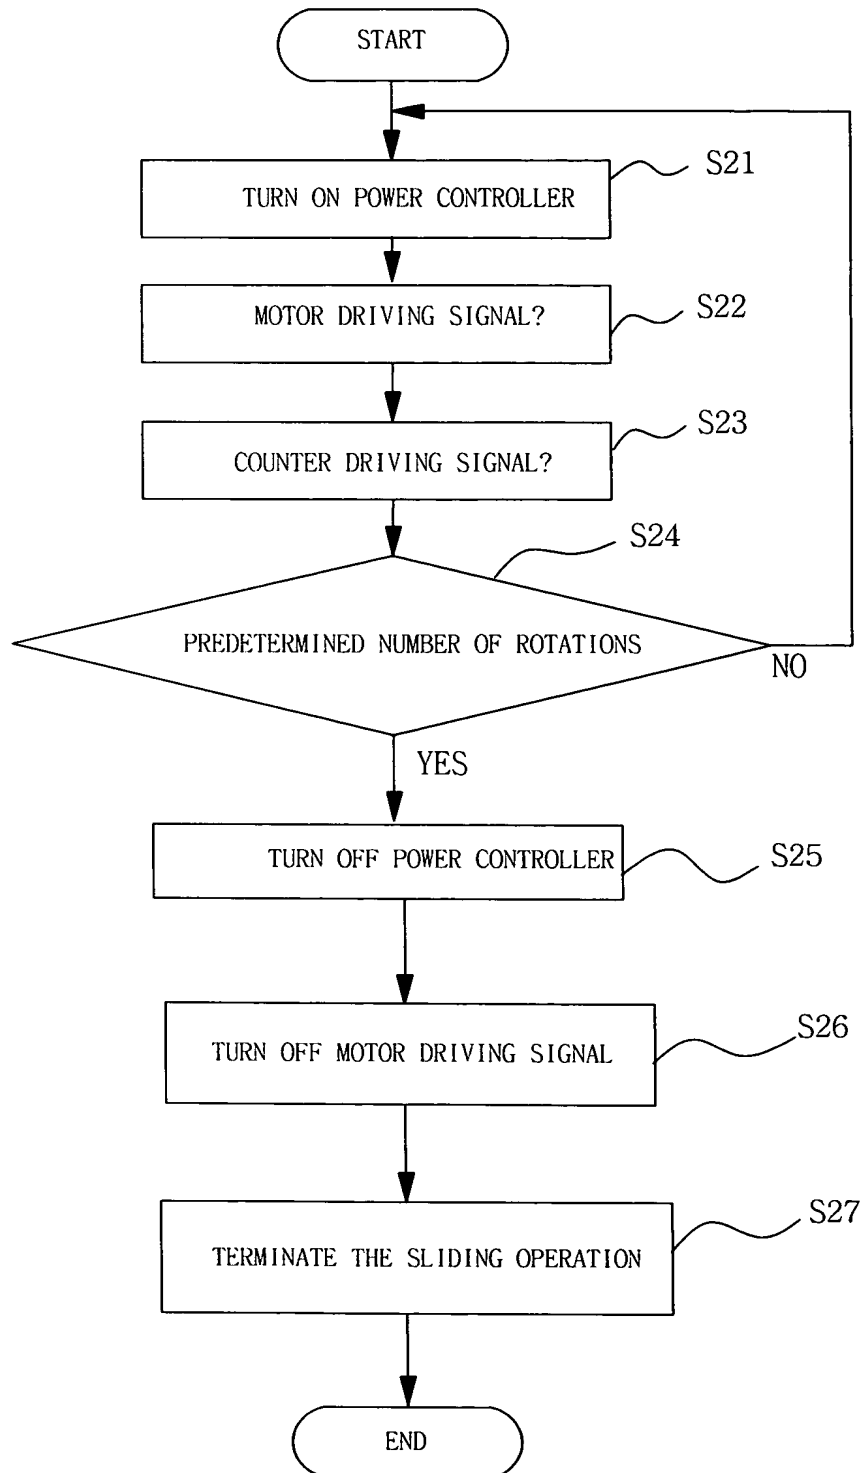 START
S21
TURN ON POWER CONTROLLER
MOTOR DRIVING SIGNAL?
S22
S23
COUNTER DRIVING SIGNAL?
S24
PREDETERMINED NUMBER OF ROTATIONS
NO
YES
TURN OFF POWER CONTROLLER
S25
S26
TURN OFF MOTOR DRIVING SIGNAL
S27
TERMINATE THE SLIDING OPERATION
END